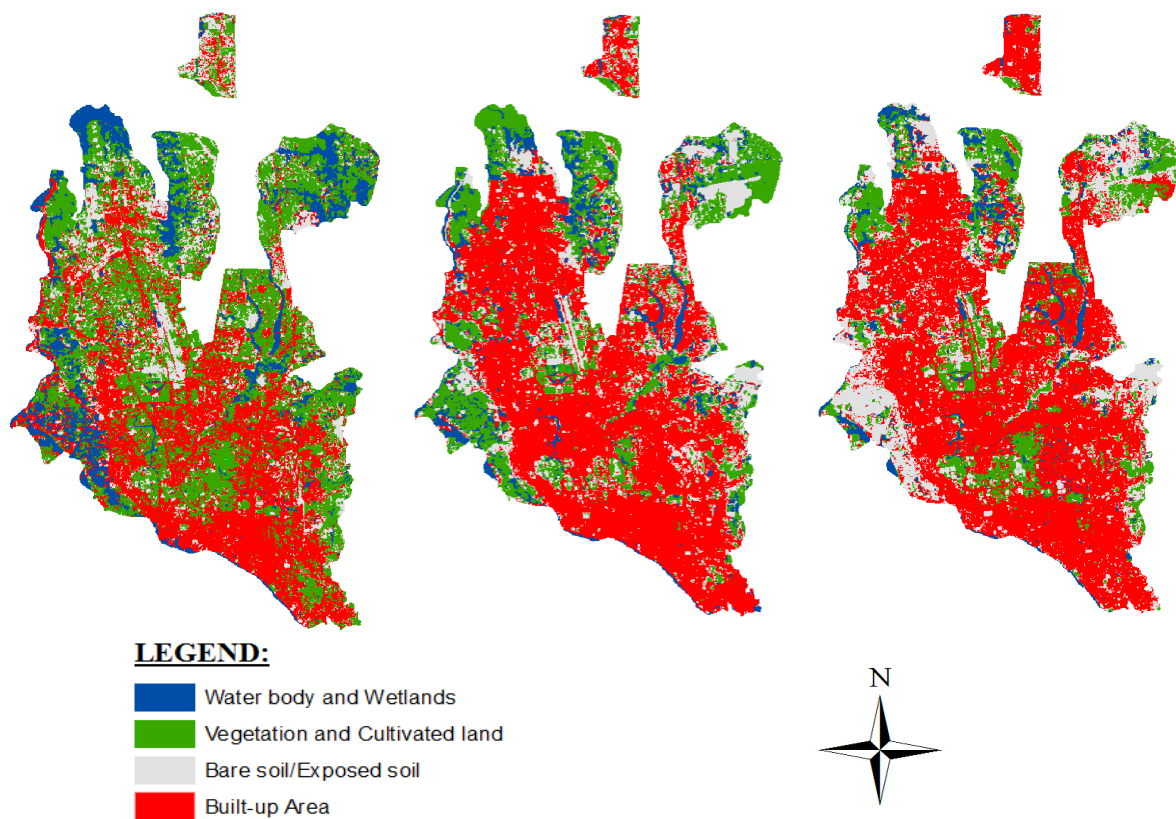 LEGEND:
Water body and Wetlands
Vegetation and Cultivated land
Bare soil/Exposed soil
Built-up Area
N